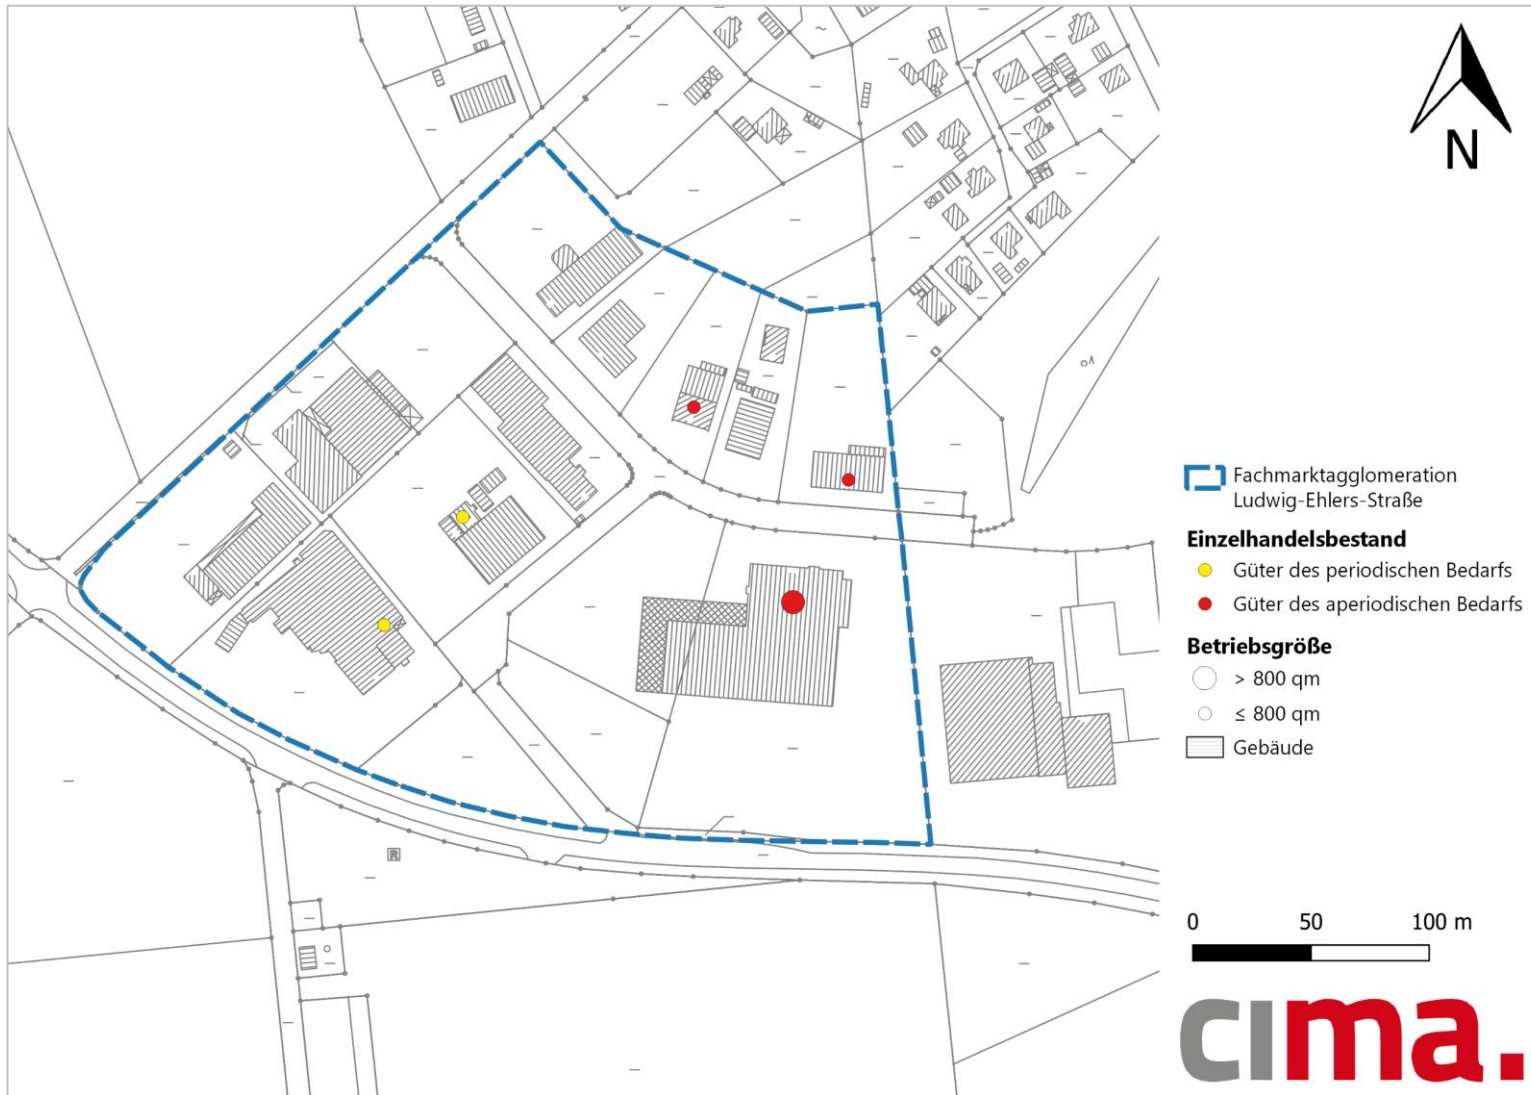 N
Fachmarktagglomeration
Ludwig-Ehlers-Straße
Einzelhandelsbestand
Güter des periodischen Bedarfs
Güter des aperiodischen Bedarfs
Betriebsgröße
> 800 qm
≤ 800 qm
Gebäude
R
0 50 100 m
cima.